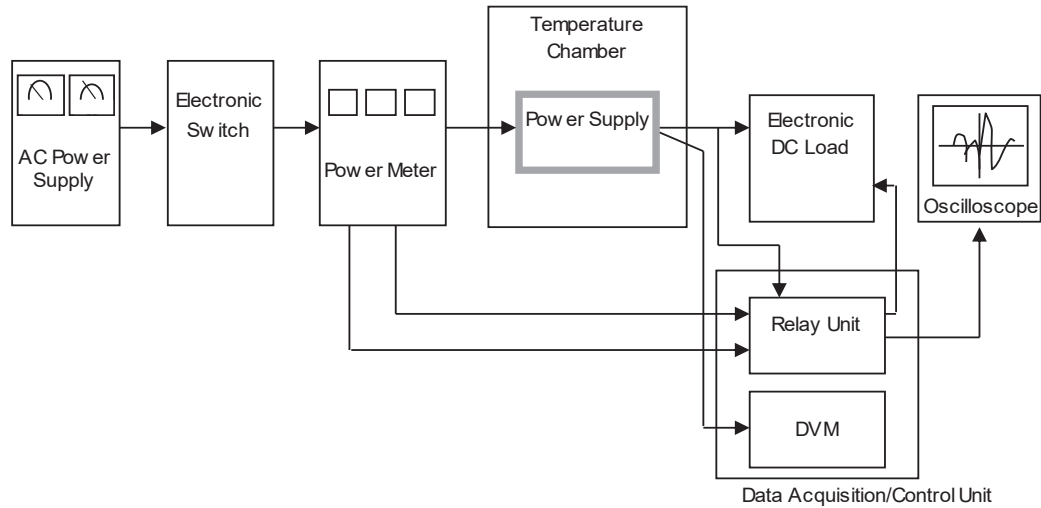 AC Power
Supply
Electronic
Switch
Power Meter
Temperature
Chamber
Power Supply
Electronic
DC Load
Oscilloscope
Relay Unit
DVM
Data Acquisition/Control Unit